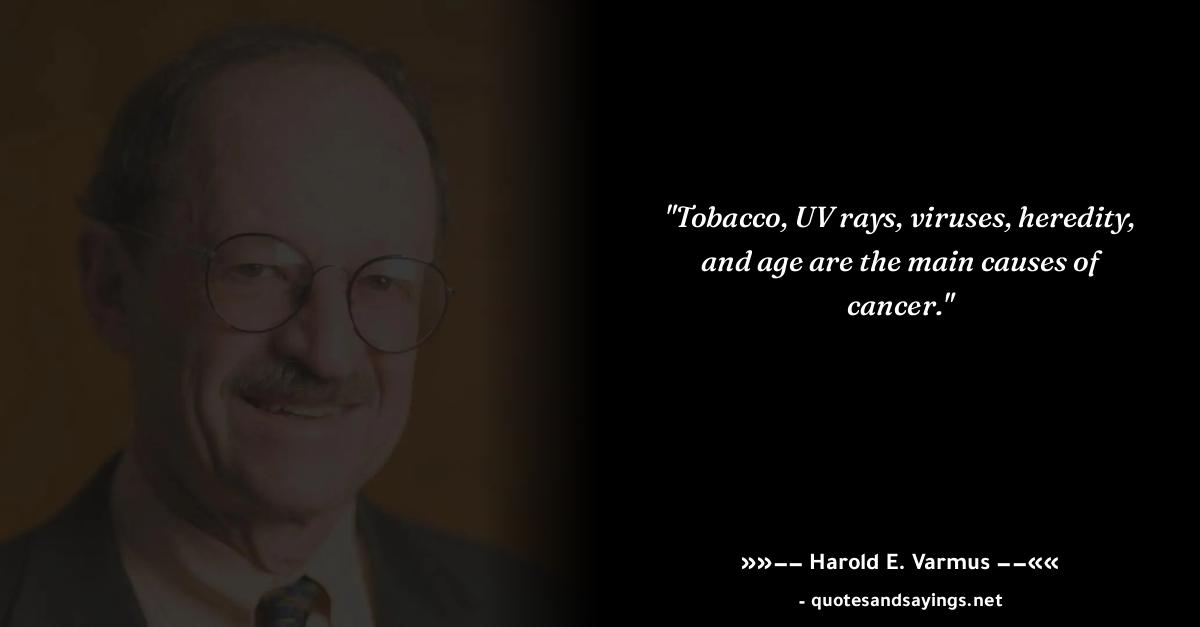 "Tobacco, UV rays, viruses, heredity,
and age are the main causes of
cancer."
»»–– Harold E. Varmus ––««
- quotesandsayings.net